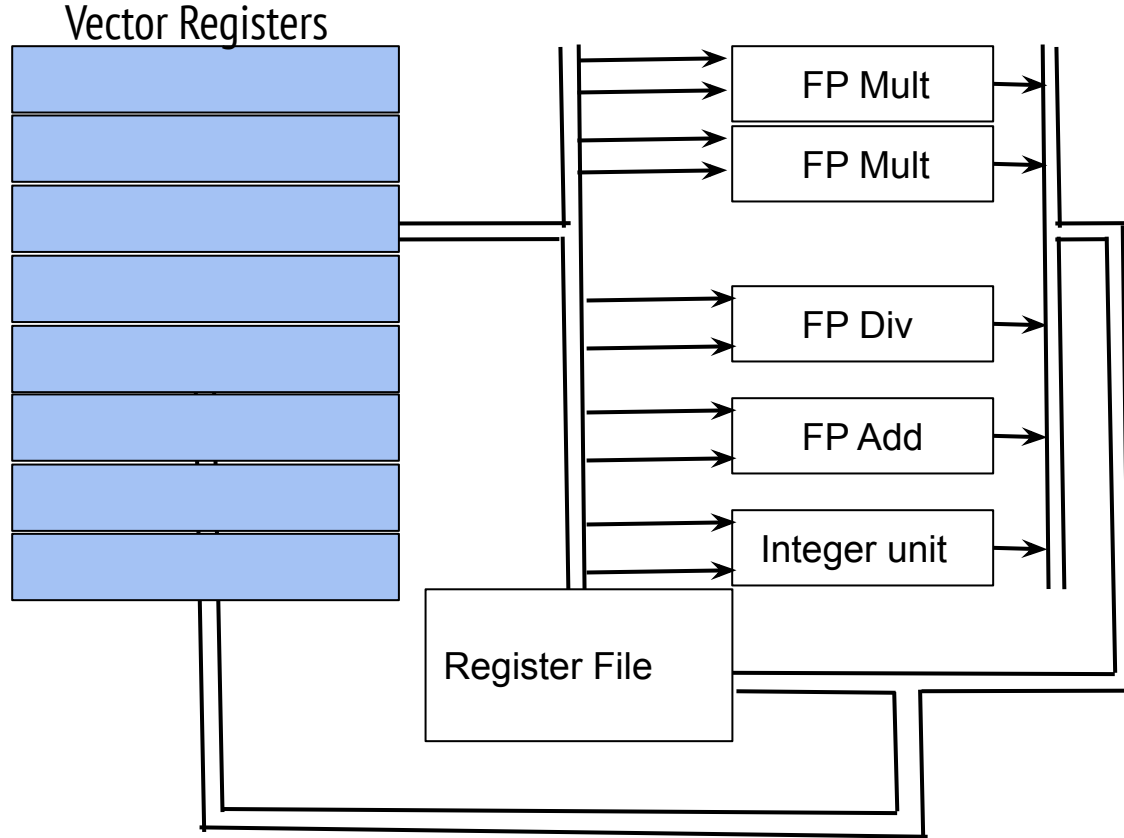 Vector Registers
FP Mult
FP Mult
FP Div
FP Add
Integer unit
Register File